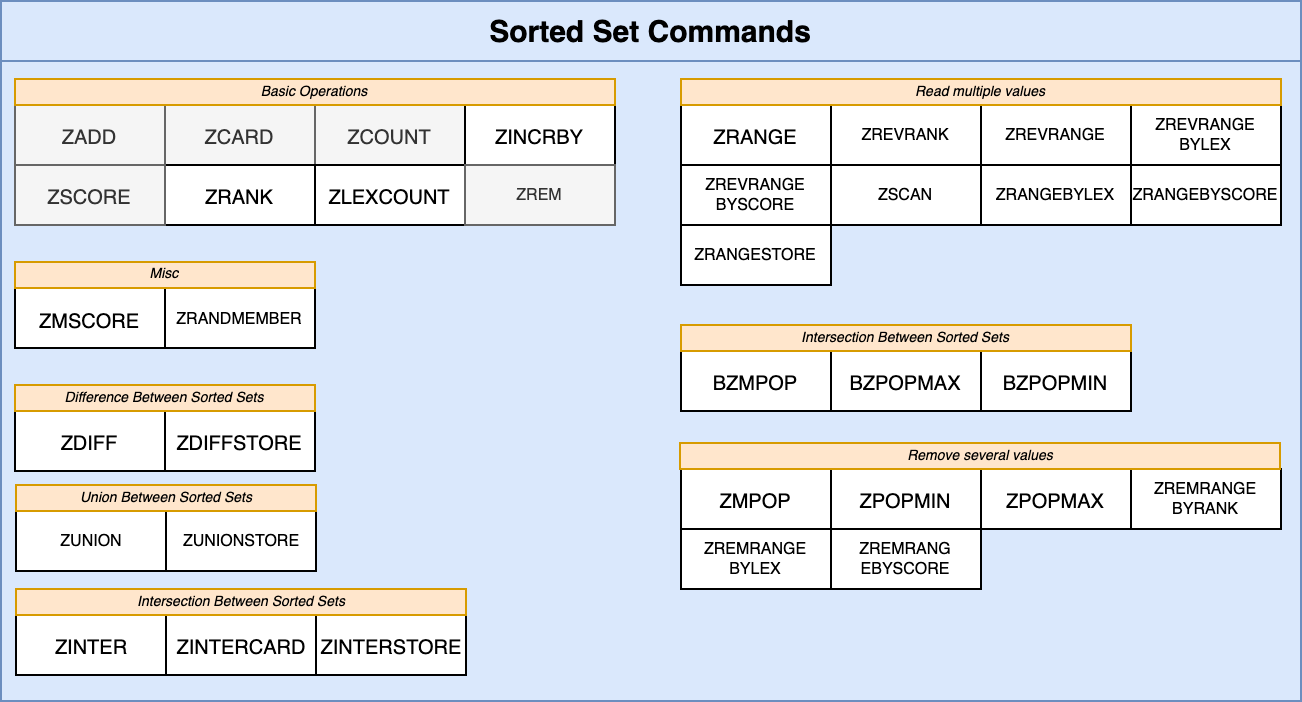 Sorted Set Commands
Basic Operations
ZADD
ZCARD
ZCOUNT
ZINCRBY
ZSCORE
ZRANK
ZLEXCOUNT
ZREM
Misc
ZMSCORE
ZRANDMEMBER
Difference Between Sorted Sets
ZDIFF
ZDIFFSTORE
Union Between Sorted Sets
ZUNION
ZUNIONSTORE
Intersection Between Sorted Sets
ZINTER
ZINTERCARD
ZINTERSTORE
Read multiple values
ZRANGE
ZREVRANK
ZREVRANGE
ZREVRANGE
BYLEX
ZREVRANGE
BYSCORE
ZSCAN
ZRANGEBYLEX
ZRANGEBYSCORE
ZRANGESTORE
Intersection Between Sorted Sets
BZMPOP
BZPOPMAX
BZPOPMIN
Remove several values
ZMPOP
ZPOPMIN
ZPOPMAX
ZREMRANGE
BYRANK
ZREMRANGE
BYLEX
ZREMRANG
EBYSCORE